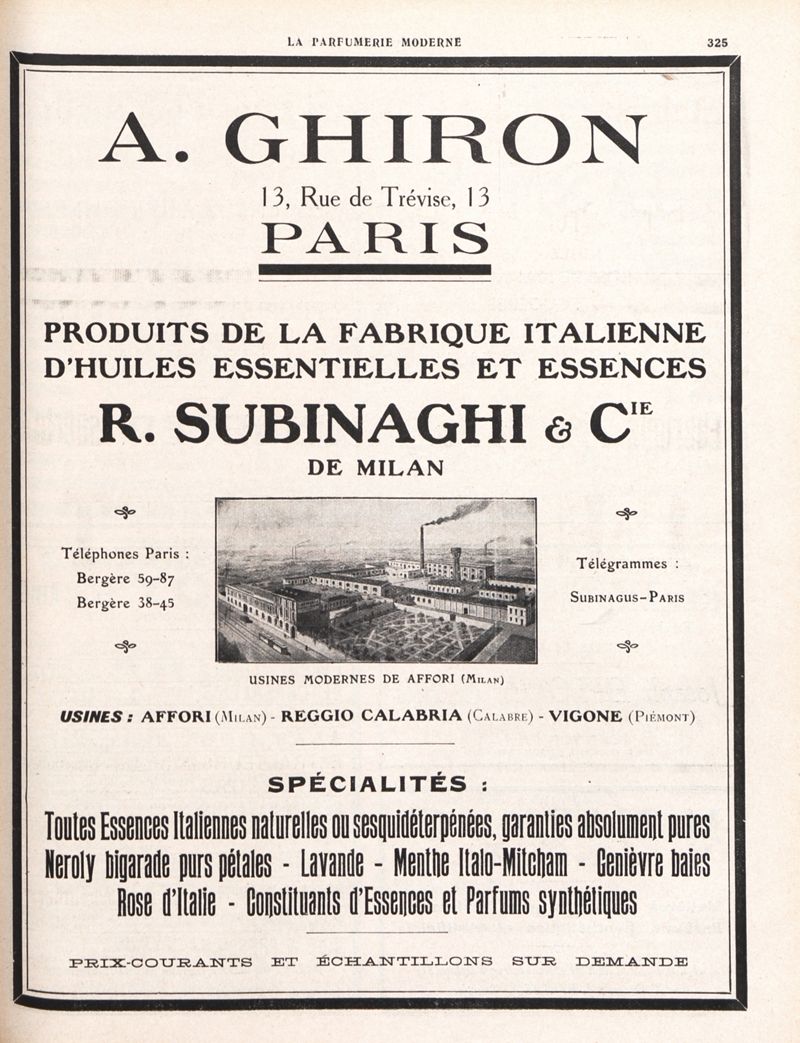 LA PARFUMERIE MODERNE
325
A. GHIRON
13, Rue de Trévise, 13
PARIS
PRODUITS DE LA FABRIQUE ITALIENNE
D'HUILES ESSENTIELLES ET ESSENCES
R. SUBINAGHI & CIE
DE MILAN
Téléphones Paris :
Bergère 59-87
Bergère 38-45
Télégrammes :
SUBINAGUS-PARIS
USINES MODERNES DE AFFORI (MILAN)
USINES : AFFORI (MILAN) - REGGIO CALABRIA (CALABRE) - VIGONE (PIÉMONT)
SPÉCIALITÉS :
Toutes Essences Italiennes naturelles ou sesquidéterpénées, garanties absolument pures
Neroly bigarade purs pétales - Lavande - Menthe Italo-Mitcham - Genièvre baies
Rose d'Italie - Constituants d'Essences et Parfums synthétiques
PRIX-COURANTS ET ÉCHANTILLONS SUR DEMANDE